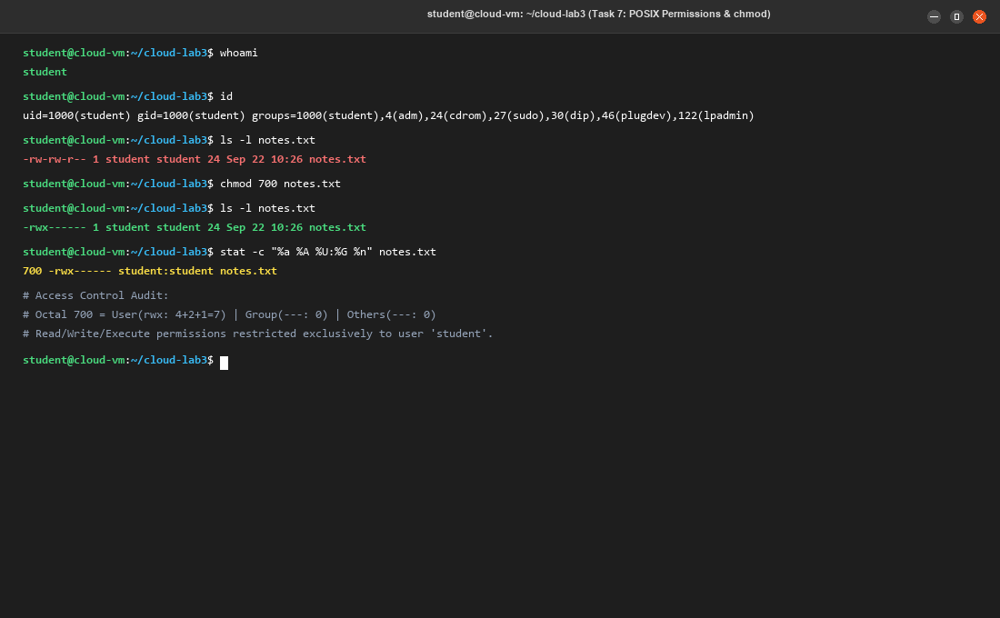 student@cloud-vm: ~/cloud-lab3 (Task 7: POSIX Permissions & chmod)
student@cloud-vm:~/cloud-lab3$ whoami
student
student@cloud-vm:~/cloud-lab3$ id
uid=1000(student) gid=1000(student) groups=1000(student),4(adm),24(cdrom),27(sudo),30(dip),46(plugdev),122(lpadmin)
student@cloud-vm:~/cloud-lab3$ ls -l notes.txt
-rw-rw-r-- 1 student student 24 Sep 22 10:26 notes.txt
student@cloud-vm:~/cloud-lab3$ chmod 700 notes.txt
student@cloud-vm:~/cloud-lab3$ ls -l notes.txt
-rwx------ 1 student student 24 Sep 22 10:26 notes.txt
student@cloud-vm:~/cloud-lab3$ stat -c "%a %A %U:%G %n" notes.txt
700 -rwx------ student:student notes.txt
# Access Control Audit:
# Octal 700 = User(rwx: 4+2+1=7) | Group(---: 0) | Others(---: 0)
# Read/Write/Execute permissions restricted exclusively to user 'student'.
student@cloud-vm:~/cloud-lab3$